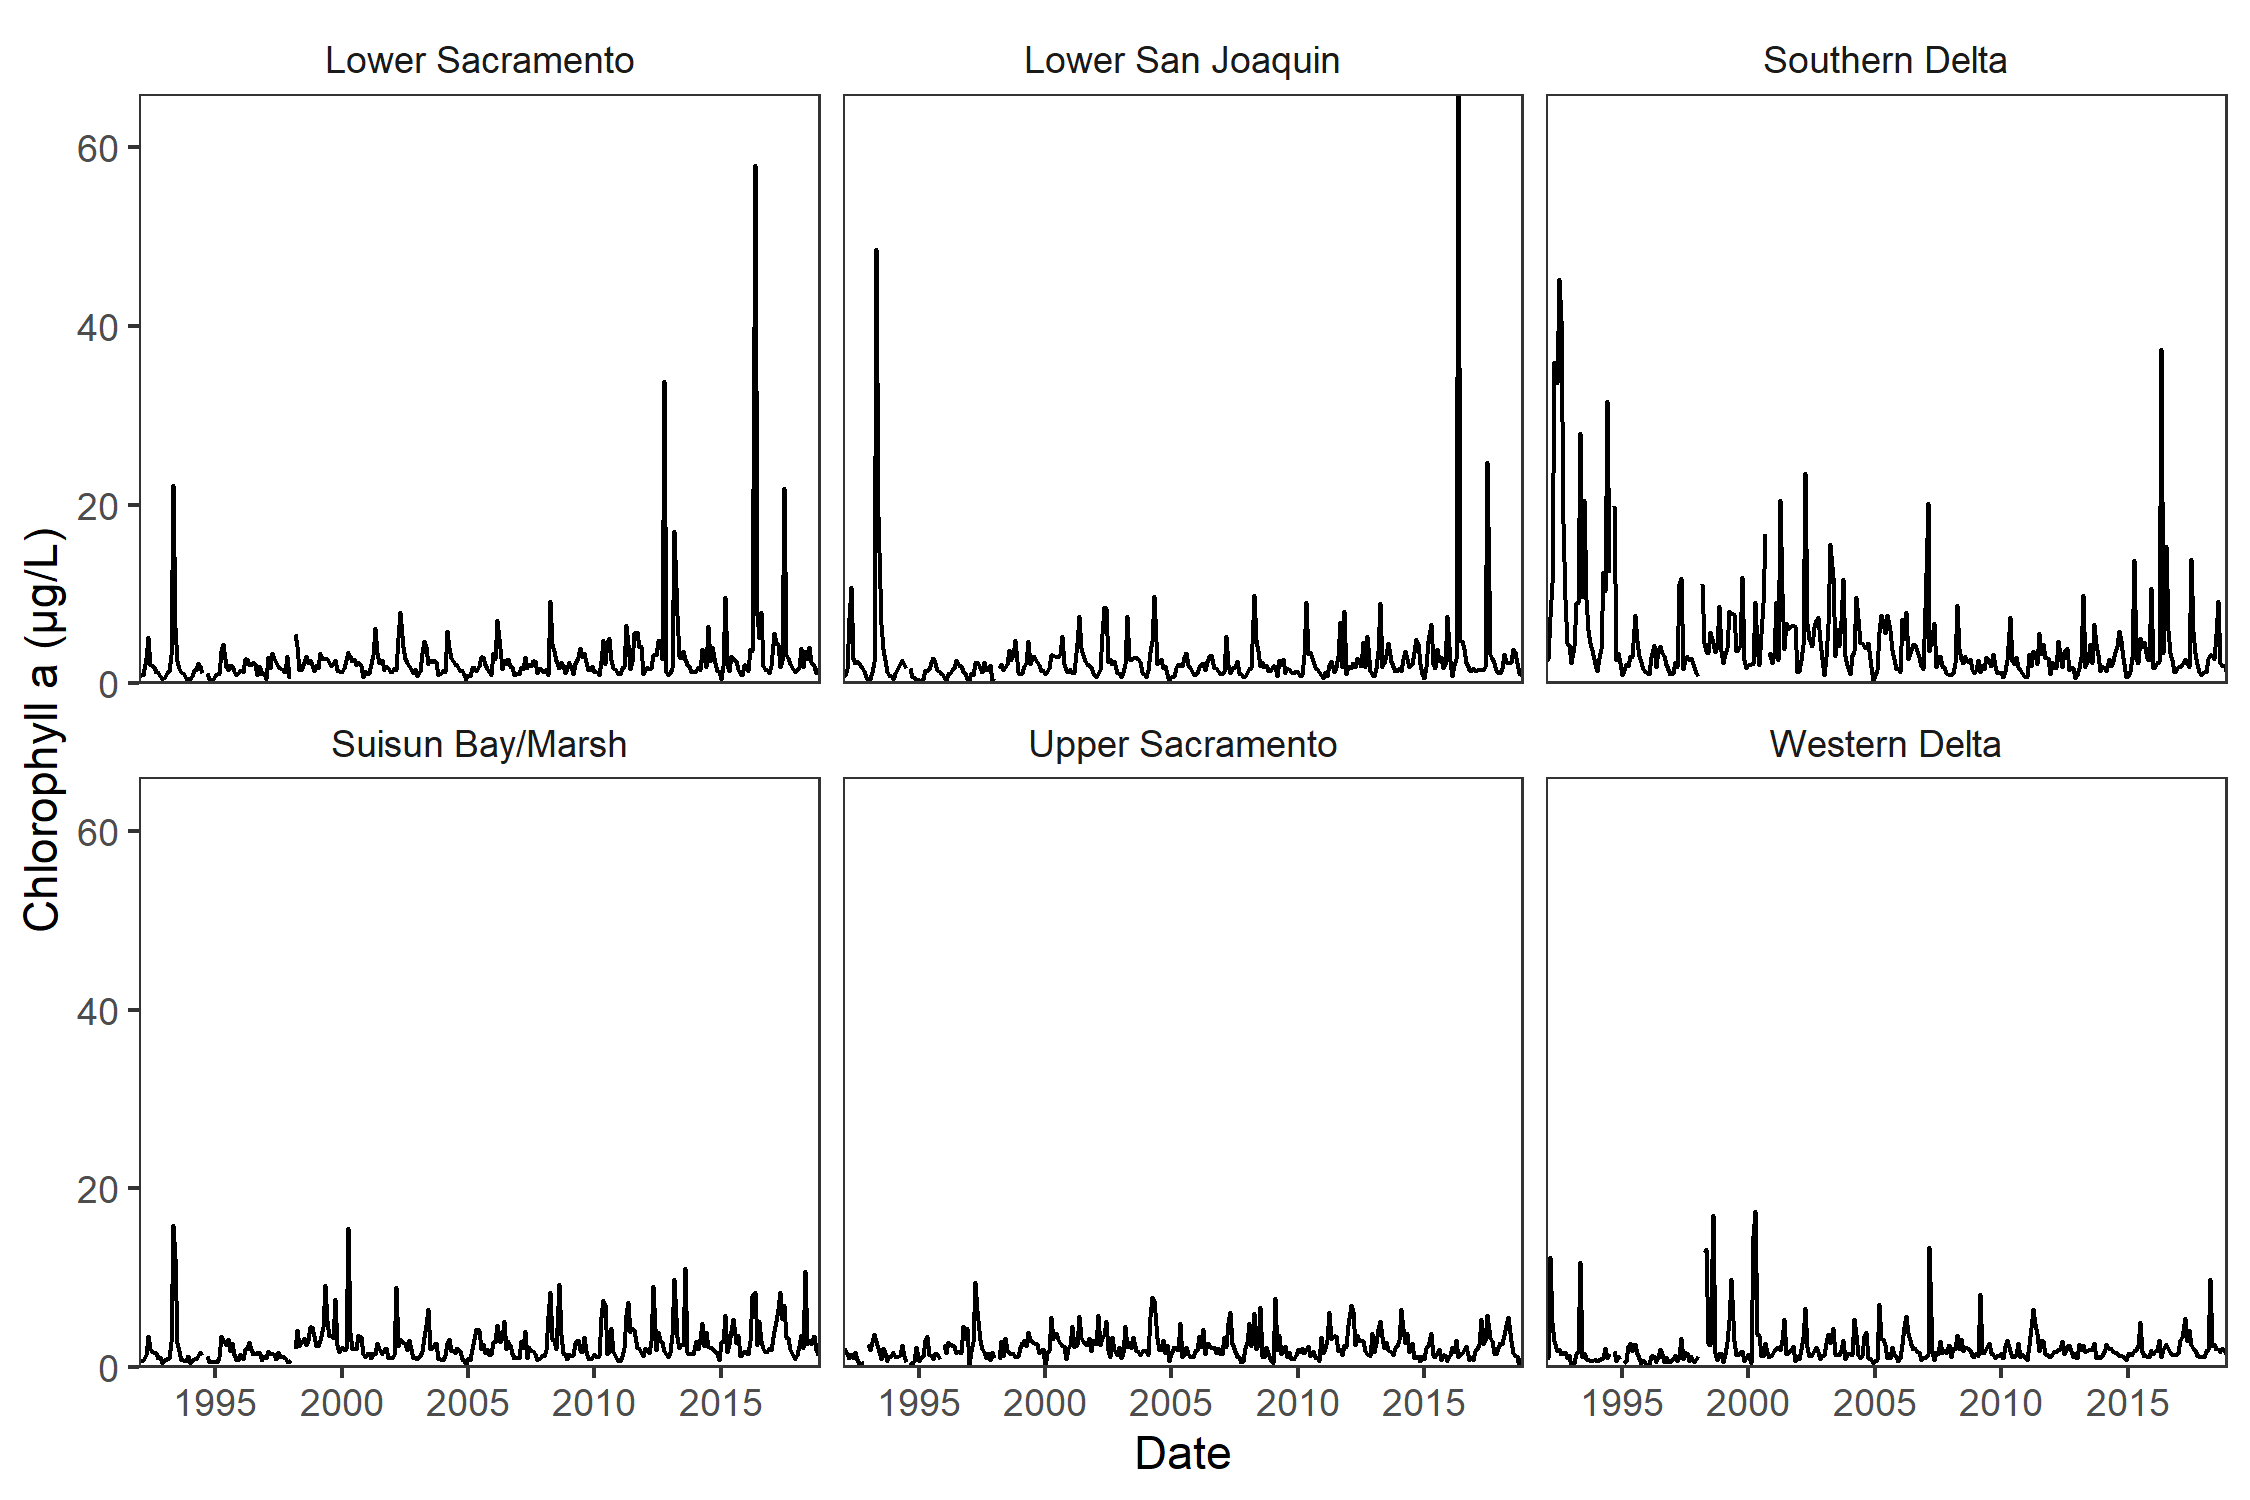 Lower Sacramento
Lower San Joaquin
Southern Delta
60
40
20
0
Suisun Bay/Marsh
Upper Sacramento
Western Delta
60
40
20
0
1995 2000 2005 2010 2015
1995 2000 2005 2010 2015
1995 2000 2005 2010 2015
Date
Chlorophyll a (µg/L)